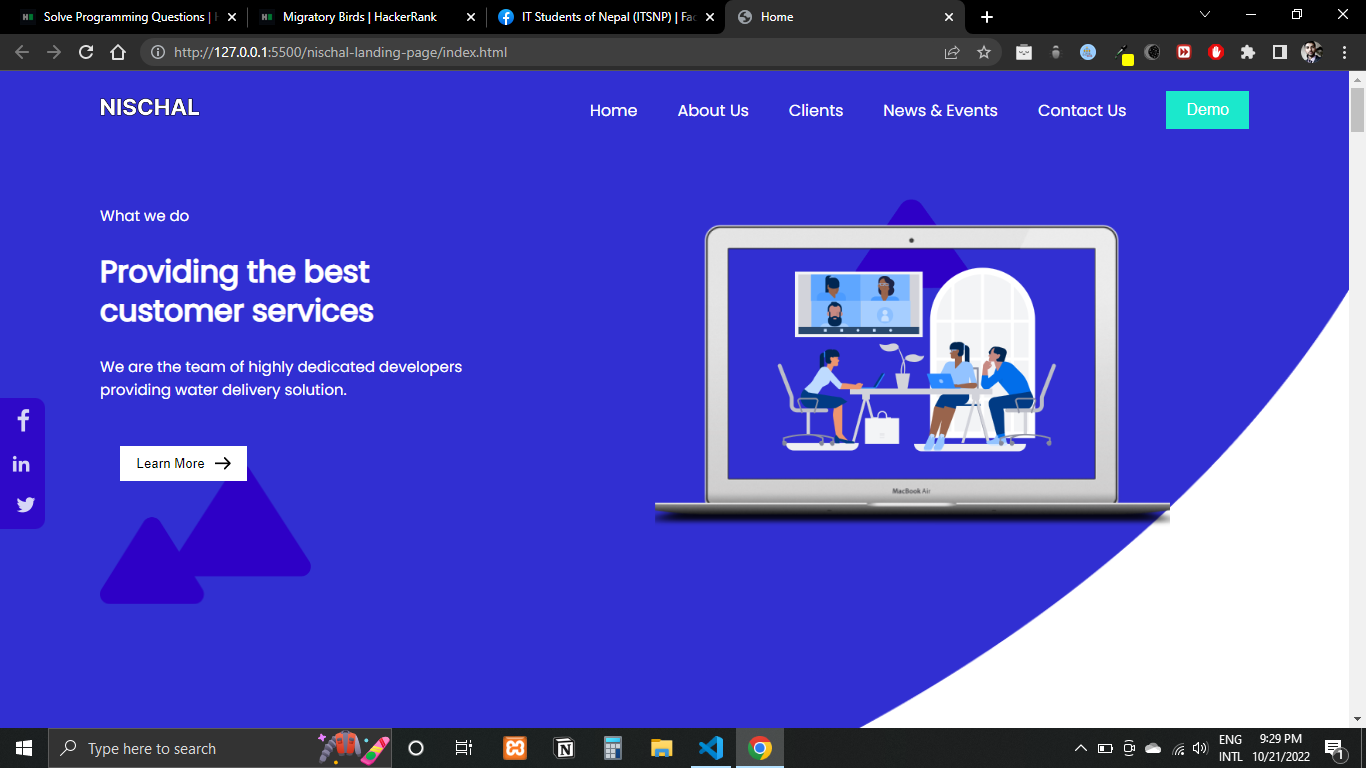 Solve Programming Questions | H
Migratory Birds | HackerRank
IT Students of Nepal (ITSNP) | Fac
Home
http://127.0.0.1:5500/nischal-landing-page/index.html
NISCHAL
Home
About Us
Clients
News & Events
Contact Us
Demo
What we do
Providing the best
customer services
We are the team of highly dedicated developers
providing water delivery solution.
Learn More
MacBook Air
Type here to search
ENG
INTL
9:29 PM
10/21/2022
1